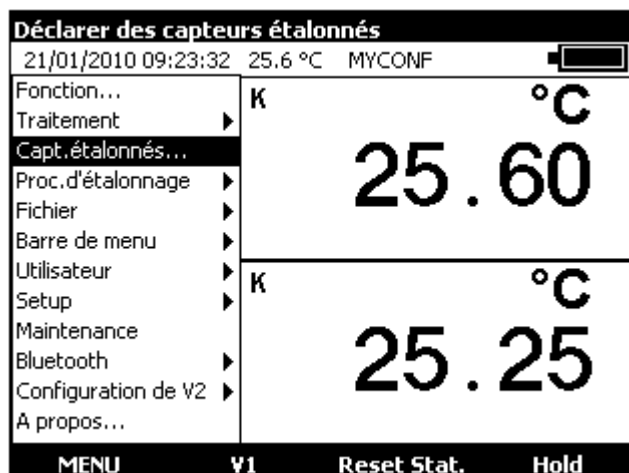 Déclarer des capteurs étalonnés
21/01/2010 09:23:32 25.6 °C MYCONF
Fonction...
Traitement
Capt.étalonnés...
Proc.d'étalonnage
Fichier
Barre de menu
Utilisateur
Setup
Maintenance
Bluetooth
Configuration de V2
A propos...
K °C
25.60
K °C
25.25
MENU V1 Reset Stat. Hold